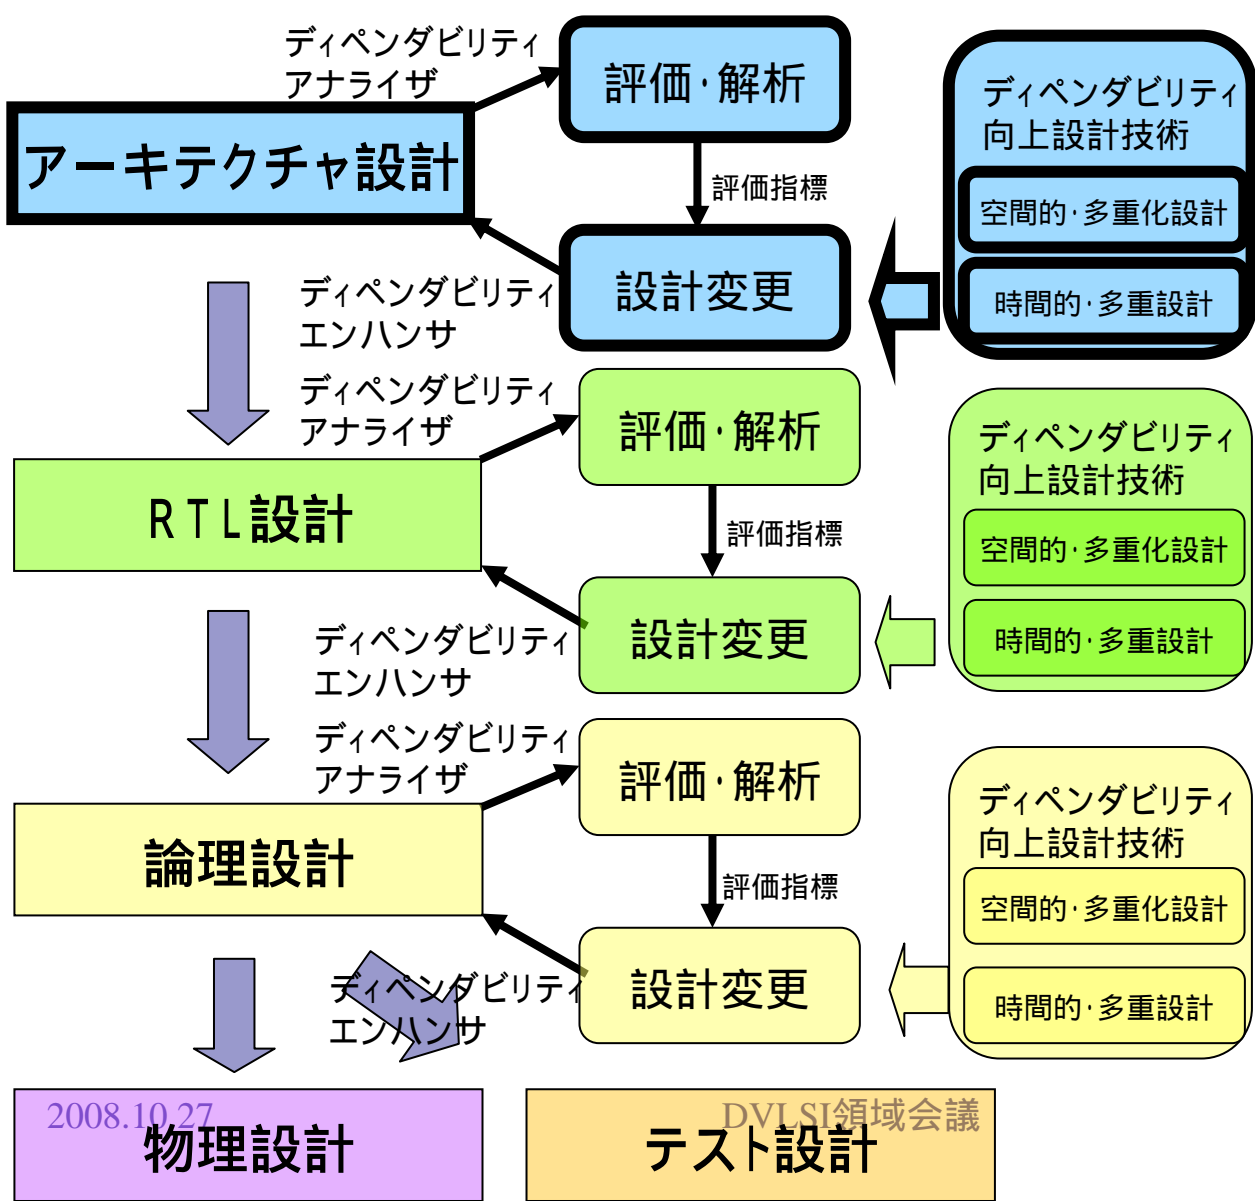 ディペンダビリティ
アナライザ
評価・解析
ディペンダビリティ
向上設計技術
アーキテクチャ設計
評価指標
空間的・多重化設計
設計変更
時間的・多重設計
ディペンダビリティ
エンハンサ
ディペンダビリティ
アナライザ
評価・解析
ディペンダビリティ
向上設計技術
RTL設計
評価指標
空間的・多重化設計
設計変更
時間的・多重設計
ディペンダビリティ
エンハンサ
ディペンダビリティ
アナライザ
評価・解析
ディペンダビリティ
向上設計技術
論理設計
評価指標
空間的・多重化設計
設計変更
時間的・多重設計
ディペンダビリティ
エンハンサ
2008.10.27
DVLSI領域会議
物理設計
テスト設計